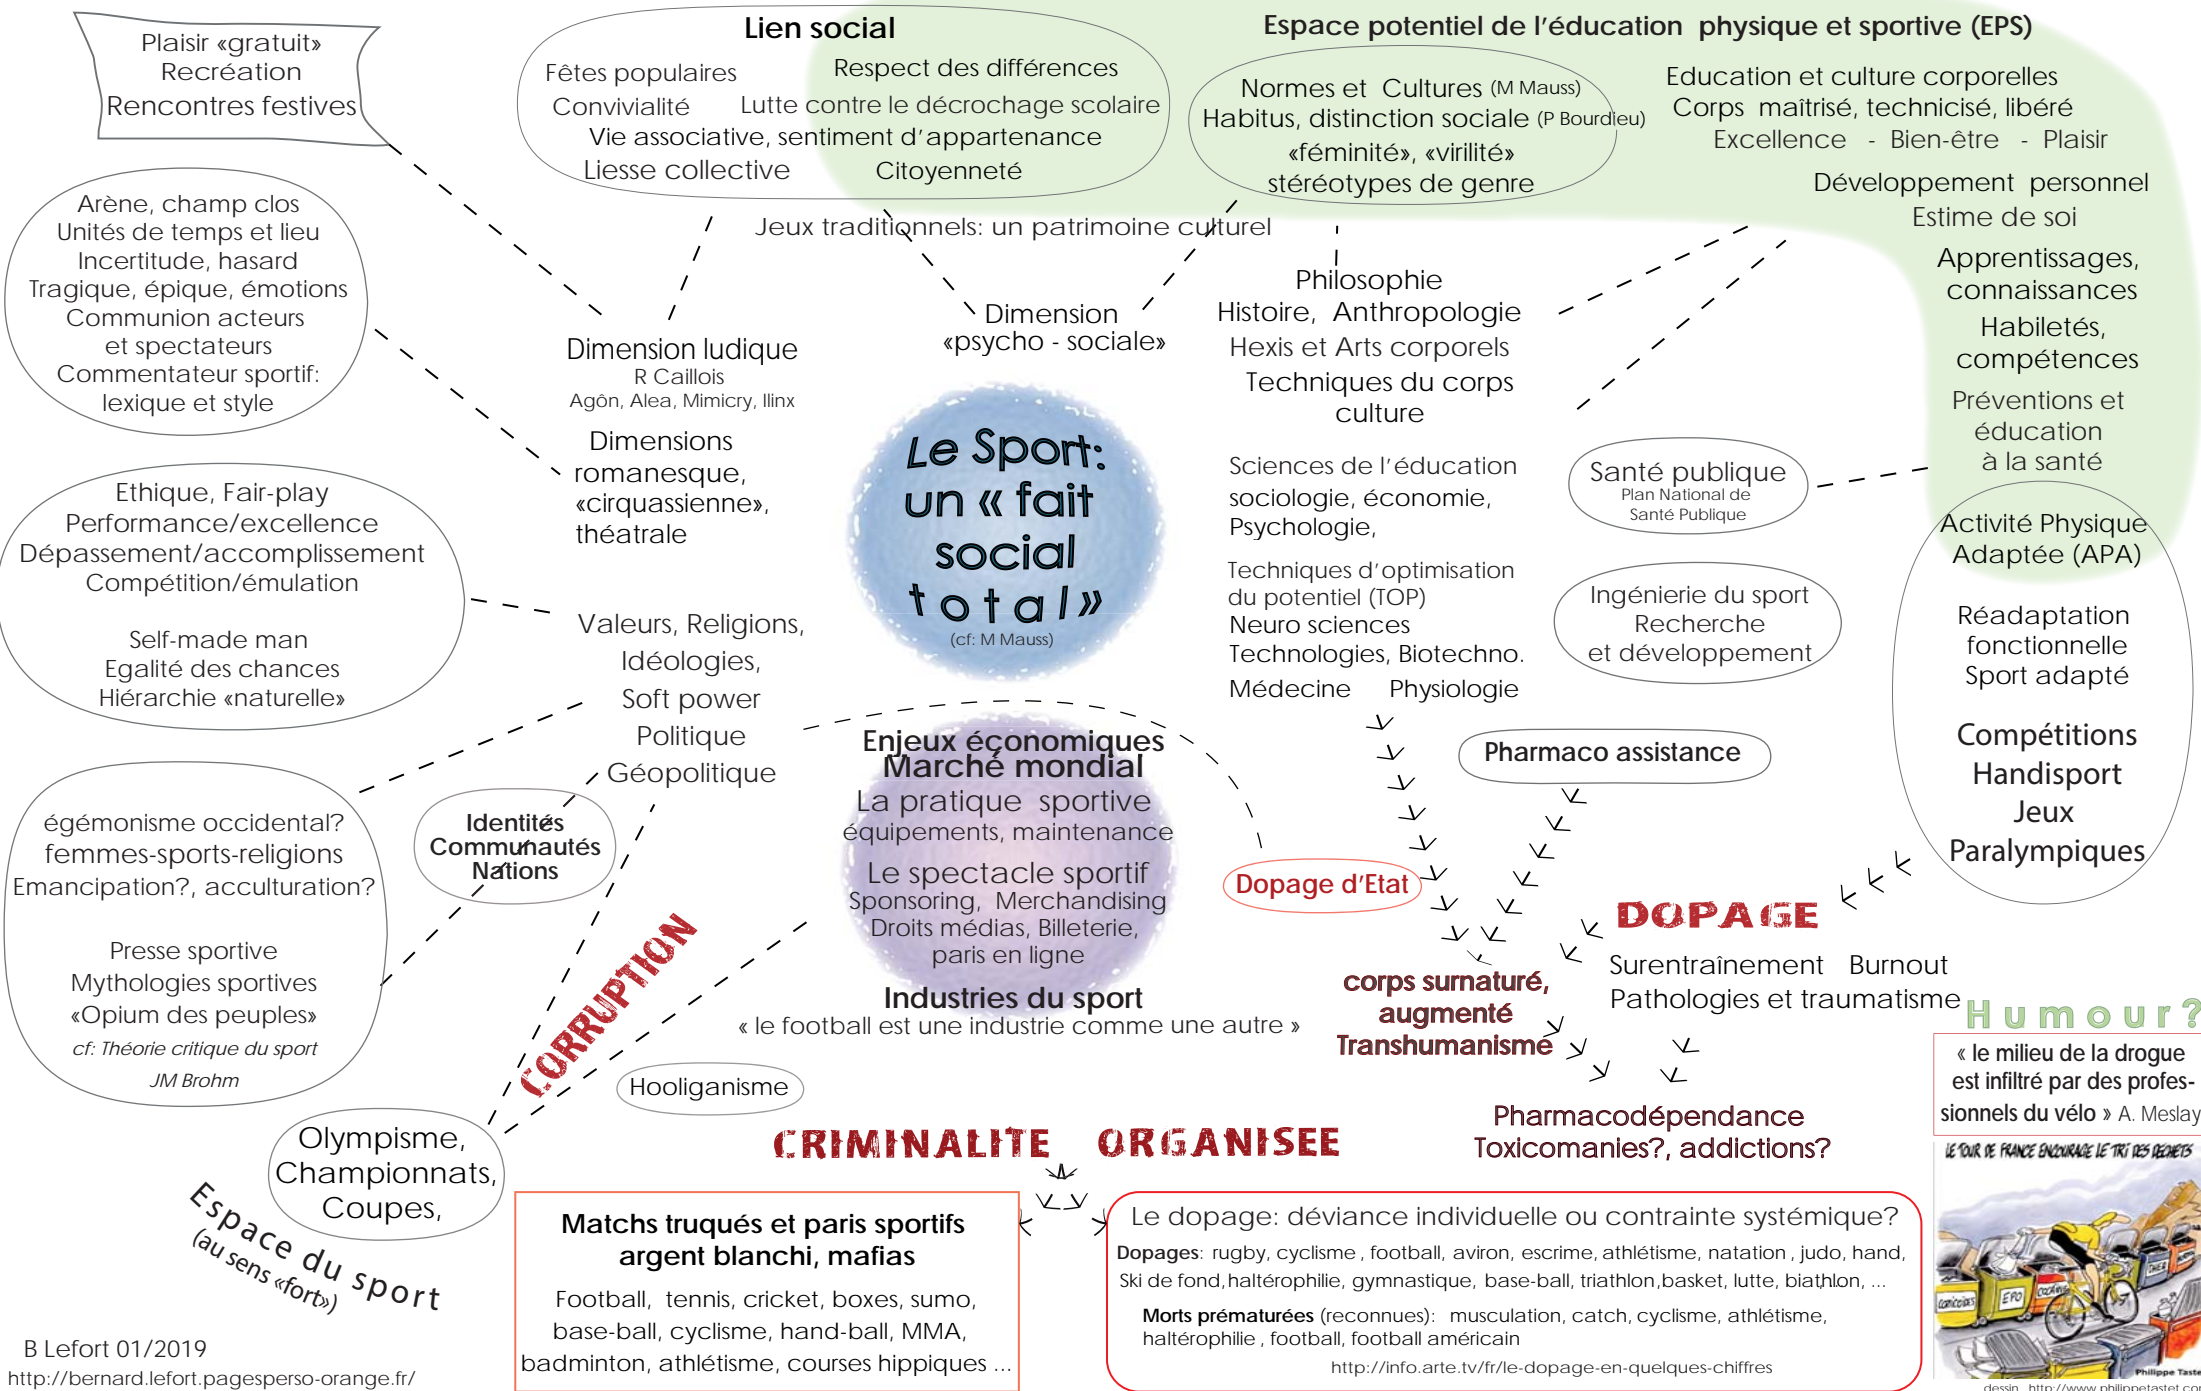 Plaisir «gratuit»
Recréation
Rencontres festives
Lien social
Fêtes populaires
Respect des différences
Convivialité
Lutte contre le décrochage scolaire
Vie associative, sentiment d'appartenance
Liesse collective
Citoyenneté
Jeux traditionnels: un patrimoine culturel
Espace potentiel de l'éducation physique et sportive (EPS)
Normes et Cultures (M Mauss)
Habitus, distinction sociale (P Bourdieu)
«féminité», «virilité»
stéréotypes de genre
Education et culture corporelles
Corps maîtrisé, technicisé, libéré
Excellence - Bien-être - Plaisir
Développement personnel
Estime de soi
Apprentissages,
connaissances
Habiletés,
compétences
Préventions et
éducation
à la santé
Activité Physique
Adaptée (APA)
Réadaptation
fonctionnelle
Sport adapté
Compétitions
Handisport
Jeux
Paralympiques
Arène, champ clos
Unités de temps et lieu
Incertitude, hasard
Tragique, épique, émotions
Communion acteurs
et spectateurs
Commentateur sportif:
lexique et style
Dimension ludique
R Caillois
Agôn, Alea, Mimicry, Ilinx
Dimensions
romanesque,
«cirquassienne»,
théatrale
Dimension
«psycho - sociale»
Philosophie
Histoire, Anthropologie
Hexis et Arts corporels
Techniques du corps
culture
Sciences de l'éducation
sociologie, économie,
Psychologie,
Techniques d'optimisation
du potentiel (TOP)
Neuro sciences
Technologies, Biotechno.
Médecine Physiologie
Santé publique
Plan National de
Santé Publique
Ingénierie du sport
Recherche
et développement
Le Sport:
un « fait
social
total»
(cf: M Mauss)
Ethique, Fair-play
Performance/excellence
Dépassement/accomplissement
Compétition/émulation
Self-made man
Egalité des chances
Hiérarchie «naturelle»
Valeurs, Religions,
Idéologies,
Soft power
Politique
Géopolitique
Enjeux économiques
Marché mondial
La pratique sportive
équipements, maintenance
Le spectacle sportif
Sponsoring, Merchandising
Droits médias, Billeterie,
paris en ligne
Industries du sport
« le football est une industrie comme une autre »
Pharmaco assistance
Dopage d'Etat
égémonisme occidental?
femmes-sports-religions
Emancipation?, acculturation?
Presse sportive
Mythologies sportives
«Opium des peuples»
cf: Théorie critique du sport
JM Brohm
Identités
Communautés
Nations
CORRUPTION
Hooliganisme
Olympisme,
Championnats,
Coupes,
Espace du sport
(au sens «fort»)
DOPAGE
Surentraînement Burnout
Pathologies et traumatisme
corps surnaturé,
augmenté
Transhumanisme
Pharmacodépendance
Toxicomanies?, addictions?
CRIMINALITE ORGANISEE
Matchs truqués et paris sportifs
argent blanchi, mafias
Football, tennis, cricket, boxes, sumo,
base-ball, cyclisme, hand-ball, MMA,
badminton, athlétisme, courses hippiques ...
Le dopage: déviance individuelle ou contrainte systémique?
Dopages: rugby, cyclisme , football, aviron, escrime, athlétisme, natation , judo, hand,
Ski de fond, haltérophilie, gymnastique, base-ball, triathlon,basket, lutte, biathlon, ...
Morts prématurées (reconnues): musculation, catch, cyclisme, athlétisme,
haltérophilie , football, football américain
http://info.arte.tv/fr/le-dopage-en-quelques-chiffres
Humour?
« le milieu de la drogue
est infiltré par des profes-
sionnels du vélo » A. Meslay
LE TOUR DE FRANCE ENCOURAGE LE TRI DES DECHETS
EPO
Philippe Taste
dessin http://www.philippetastet.com
B Lefort 01/2019
http://bernard.lefort.pagesperso-orange.fr/